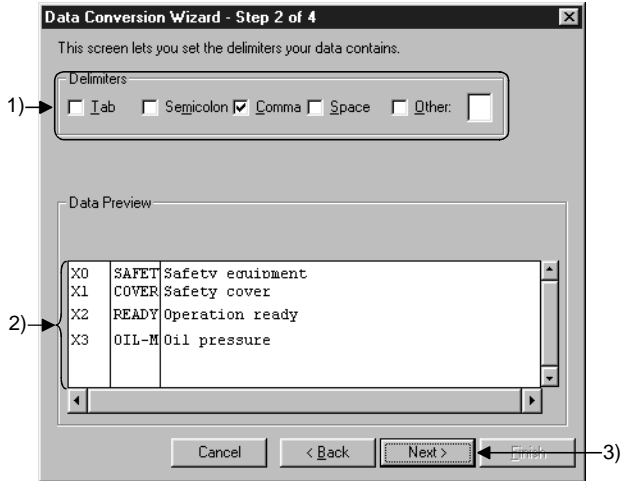 Data Conversion Wizard - Step 2 of 4
This screen lets you set the delimiters your data contains.
Delimiters
1) Tab Semicolon Comma Space Other:
Data Preview
X0 SAFET Safety equipment
X1 COVER Safety cover
2) X2 READY Operation ready
X3 OIL-M Oil pressure
Cancel < Back Next > Finish 3)